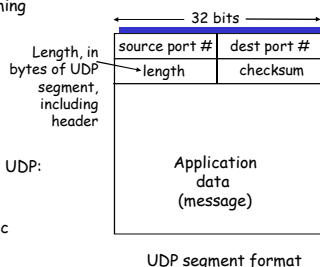 ning
32 bits
source port # dest port #
Length, in
bytes of UDP
segment,
including
header
length checksum
UDP:
Application
data
(message)
c
UDP segment format